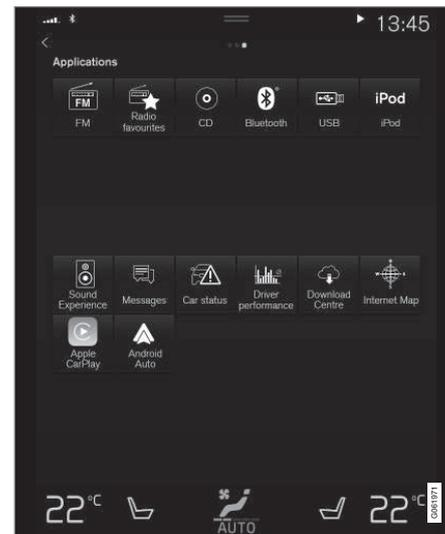 13:45
Applications
FM
iPod
FM
Radio
favourites
CD
Bluetooth
USB
iPod
Sound
Experience
Messages
Car status
Driver
performance
Download
Centre
Internet Map
Apple
CarPlay
Android
Auto
22°C
AUTO
22°C
G061971